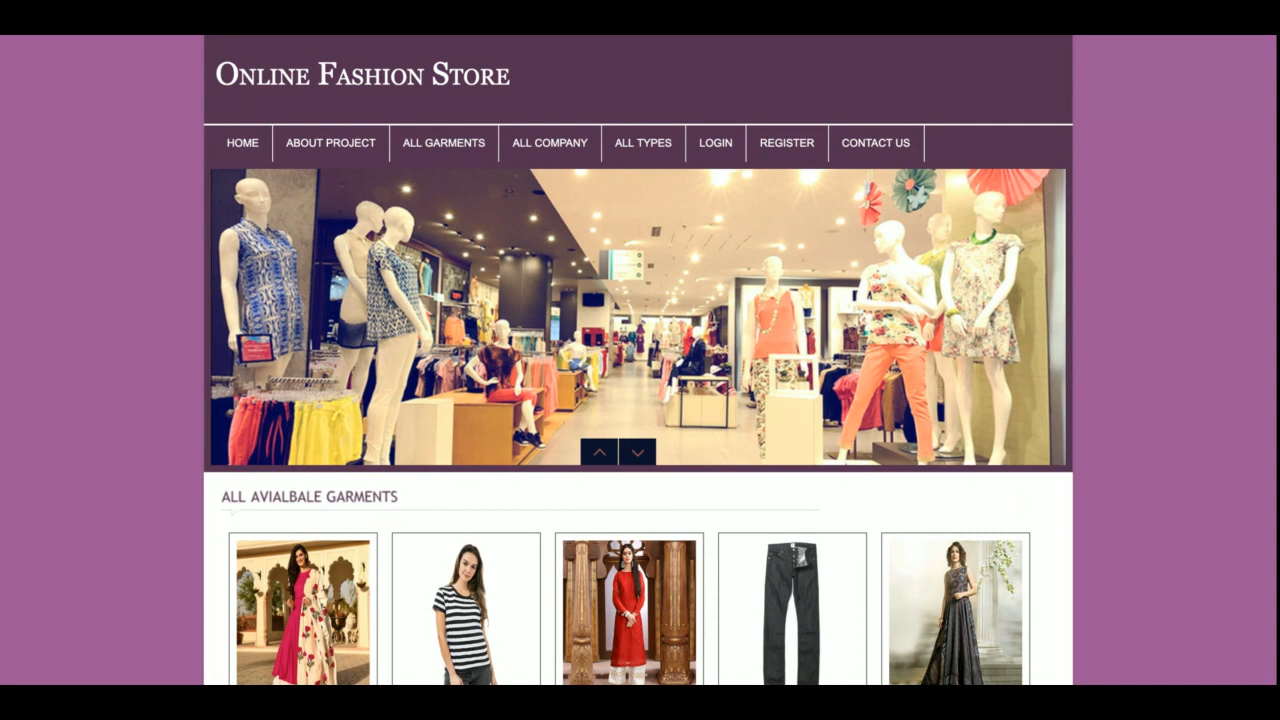 Online Fashion Store
HOME ABOUT PROJECT ALL GARMENTS ALL COMPANY ALL TYPES LOGIN REGISTER CONTACT US
ALL AVIALBALE GARMENTS